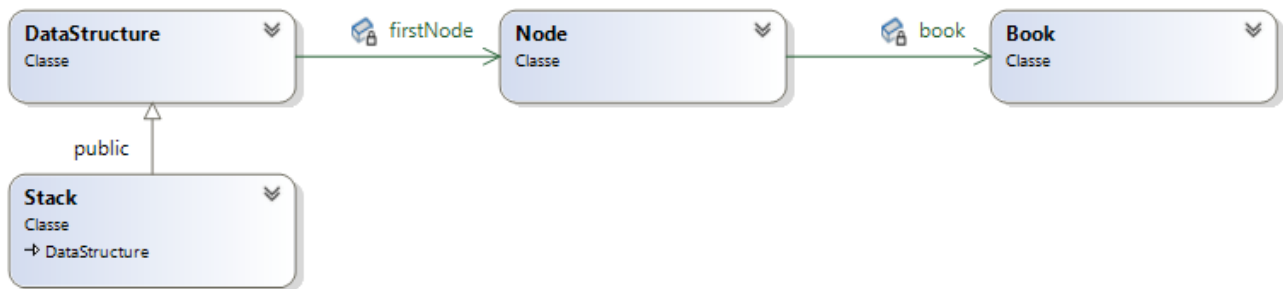 DataStructure
Classe
firstNode
Node
Classe
book
Book
Classe
public
Stack
Classe
DataStructure